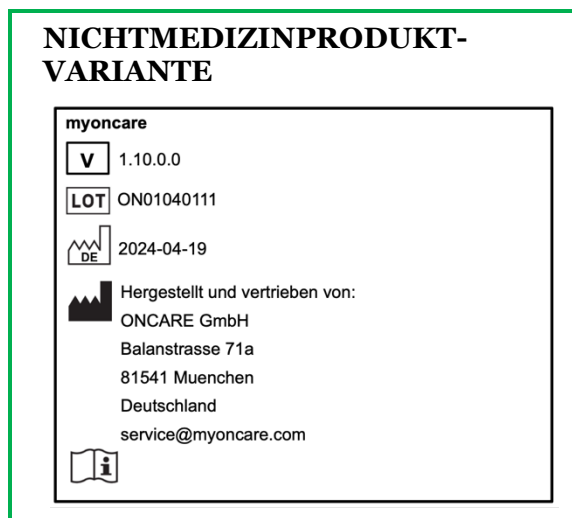 NICHTMEDIZINPRODUKT-
VARIANTE
myoncare
V 1.10.0.0
LOT ON01040111
DE 2024-04-19
Hergestellt und vertrieben von:
ONCARE GmbH
Balanstrasse 71a
81541 Muenchen
Deutschland
service@myoncare.com
i